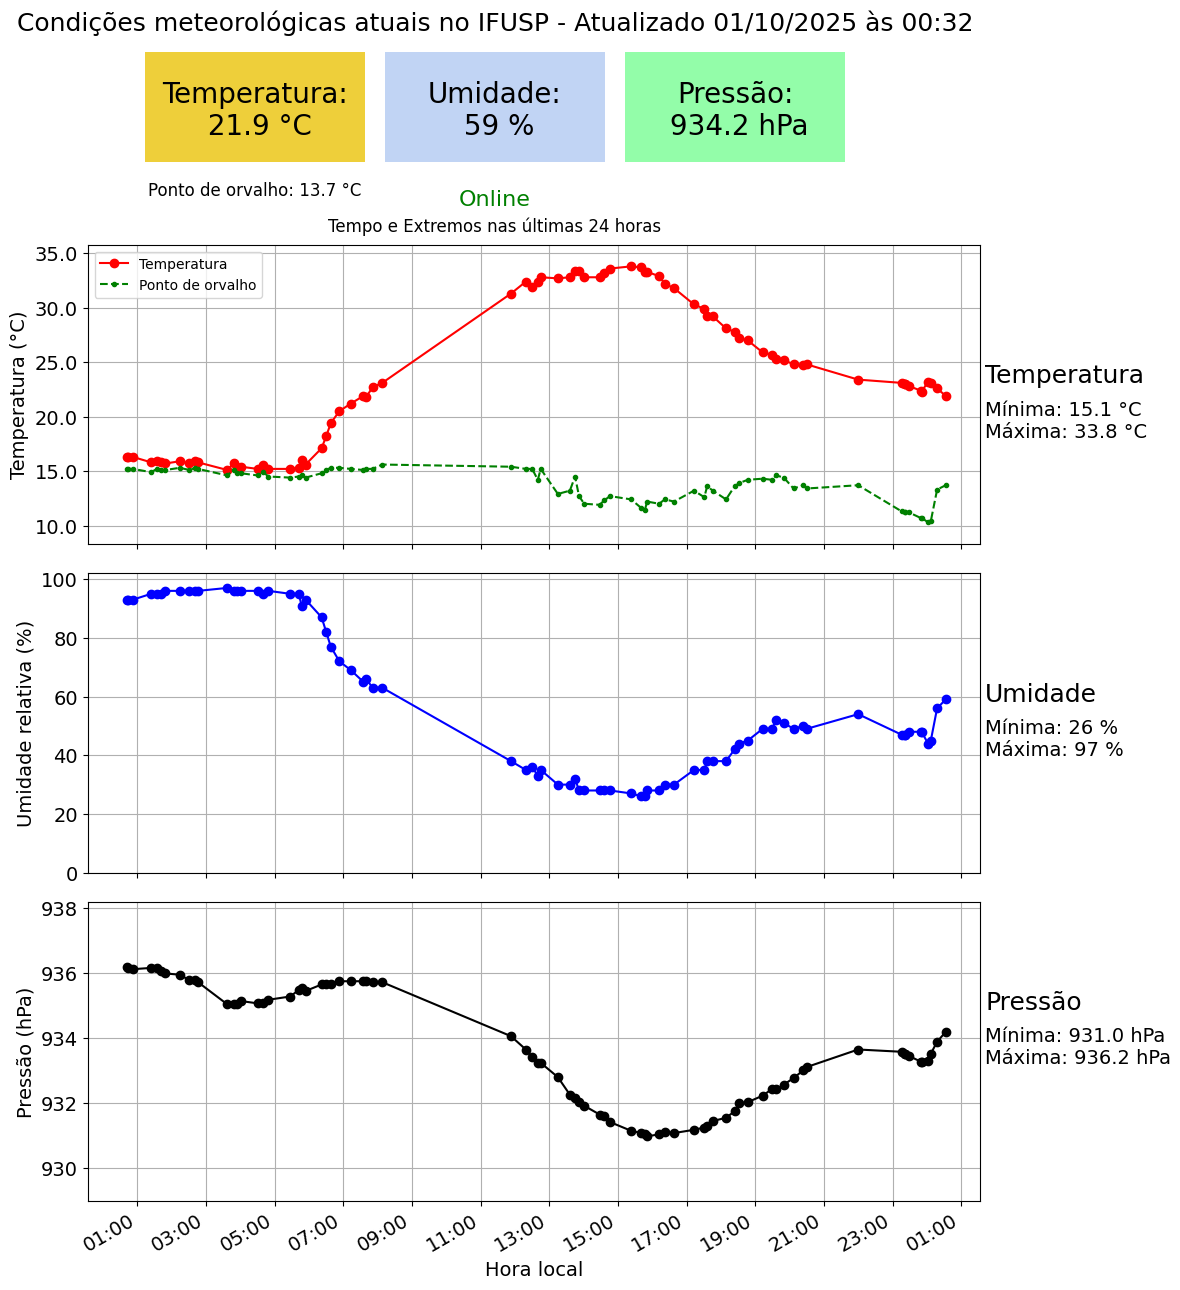 Condições meteorológicas atuais no IFUSP - Atualizado 01/10/2025 às 00:32
Temperatura:
21.9 °C
Umidade:
59 %
Pressão:
934.2 hPa
Ponto de orvalho: 13.7 °C
Online
Tempo e Extremos nas últimas 24 horas
Temperatura (°C)
35.0
30.0
25.0
20.0
15.0
10.0
Temperatura
Ponto de orvalho
Temperatura
Mínima: 15.1 °C
Máxima: 33.8 °C
Umidade relativa (%)
100
80
60
40
20
0
Umidade
Mínima: 26 %
Máxima: 97 %
Pressão (hPa)
938
936
934
932
930
Pressão
Mínima: 931.0 hPa
Máxima: 936.2 hPa
01:00 03:00 05:00 07:00 09:00 11:00 13:00 15:00 17:00 19:00 21:00 23:00 01:00
Hora local